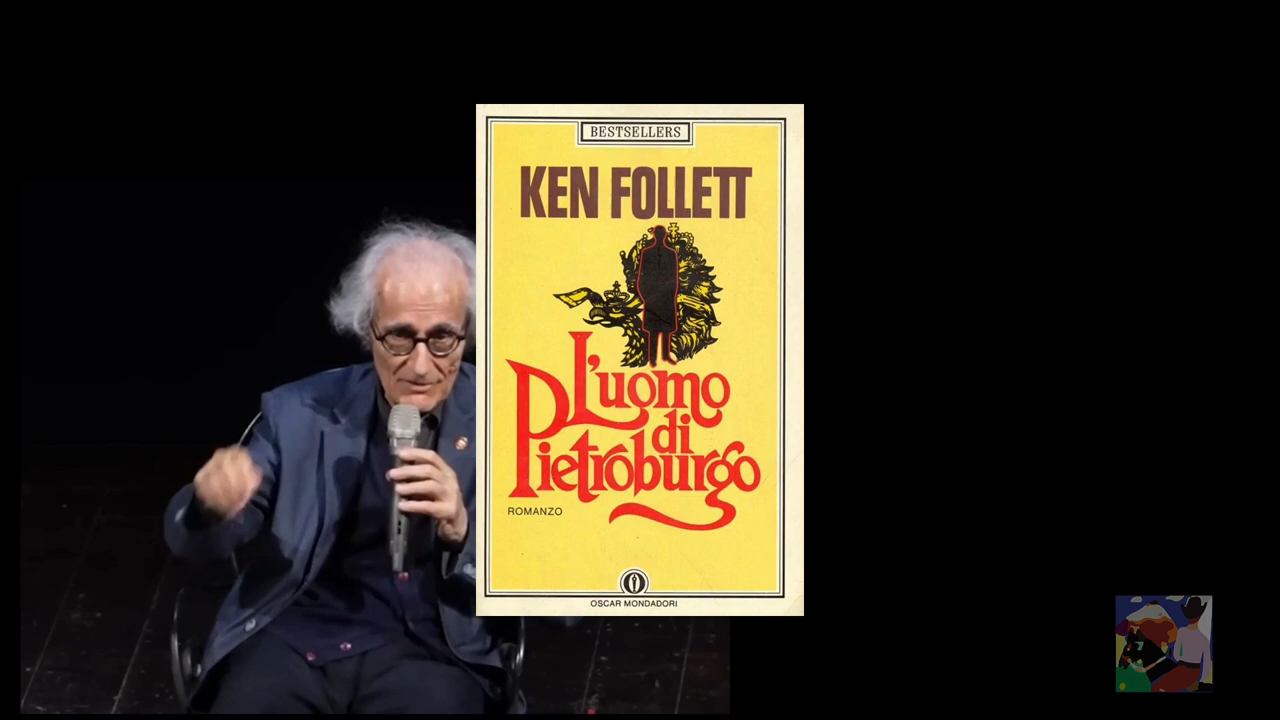 BESTSELLERS
KEN FOLLETT
L'uomo
di
Pietroburgo
ROMANZO
OSCAR MONDADORI